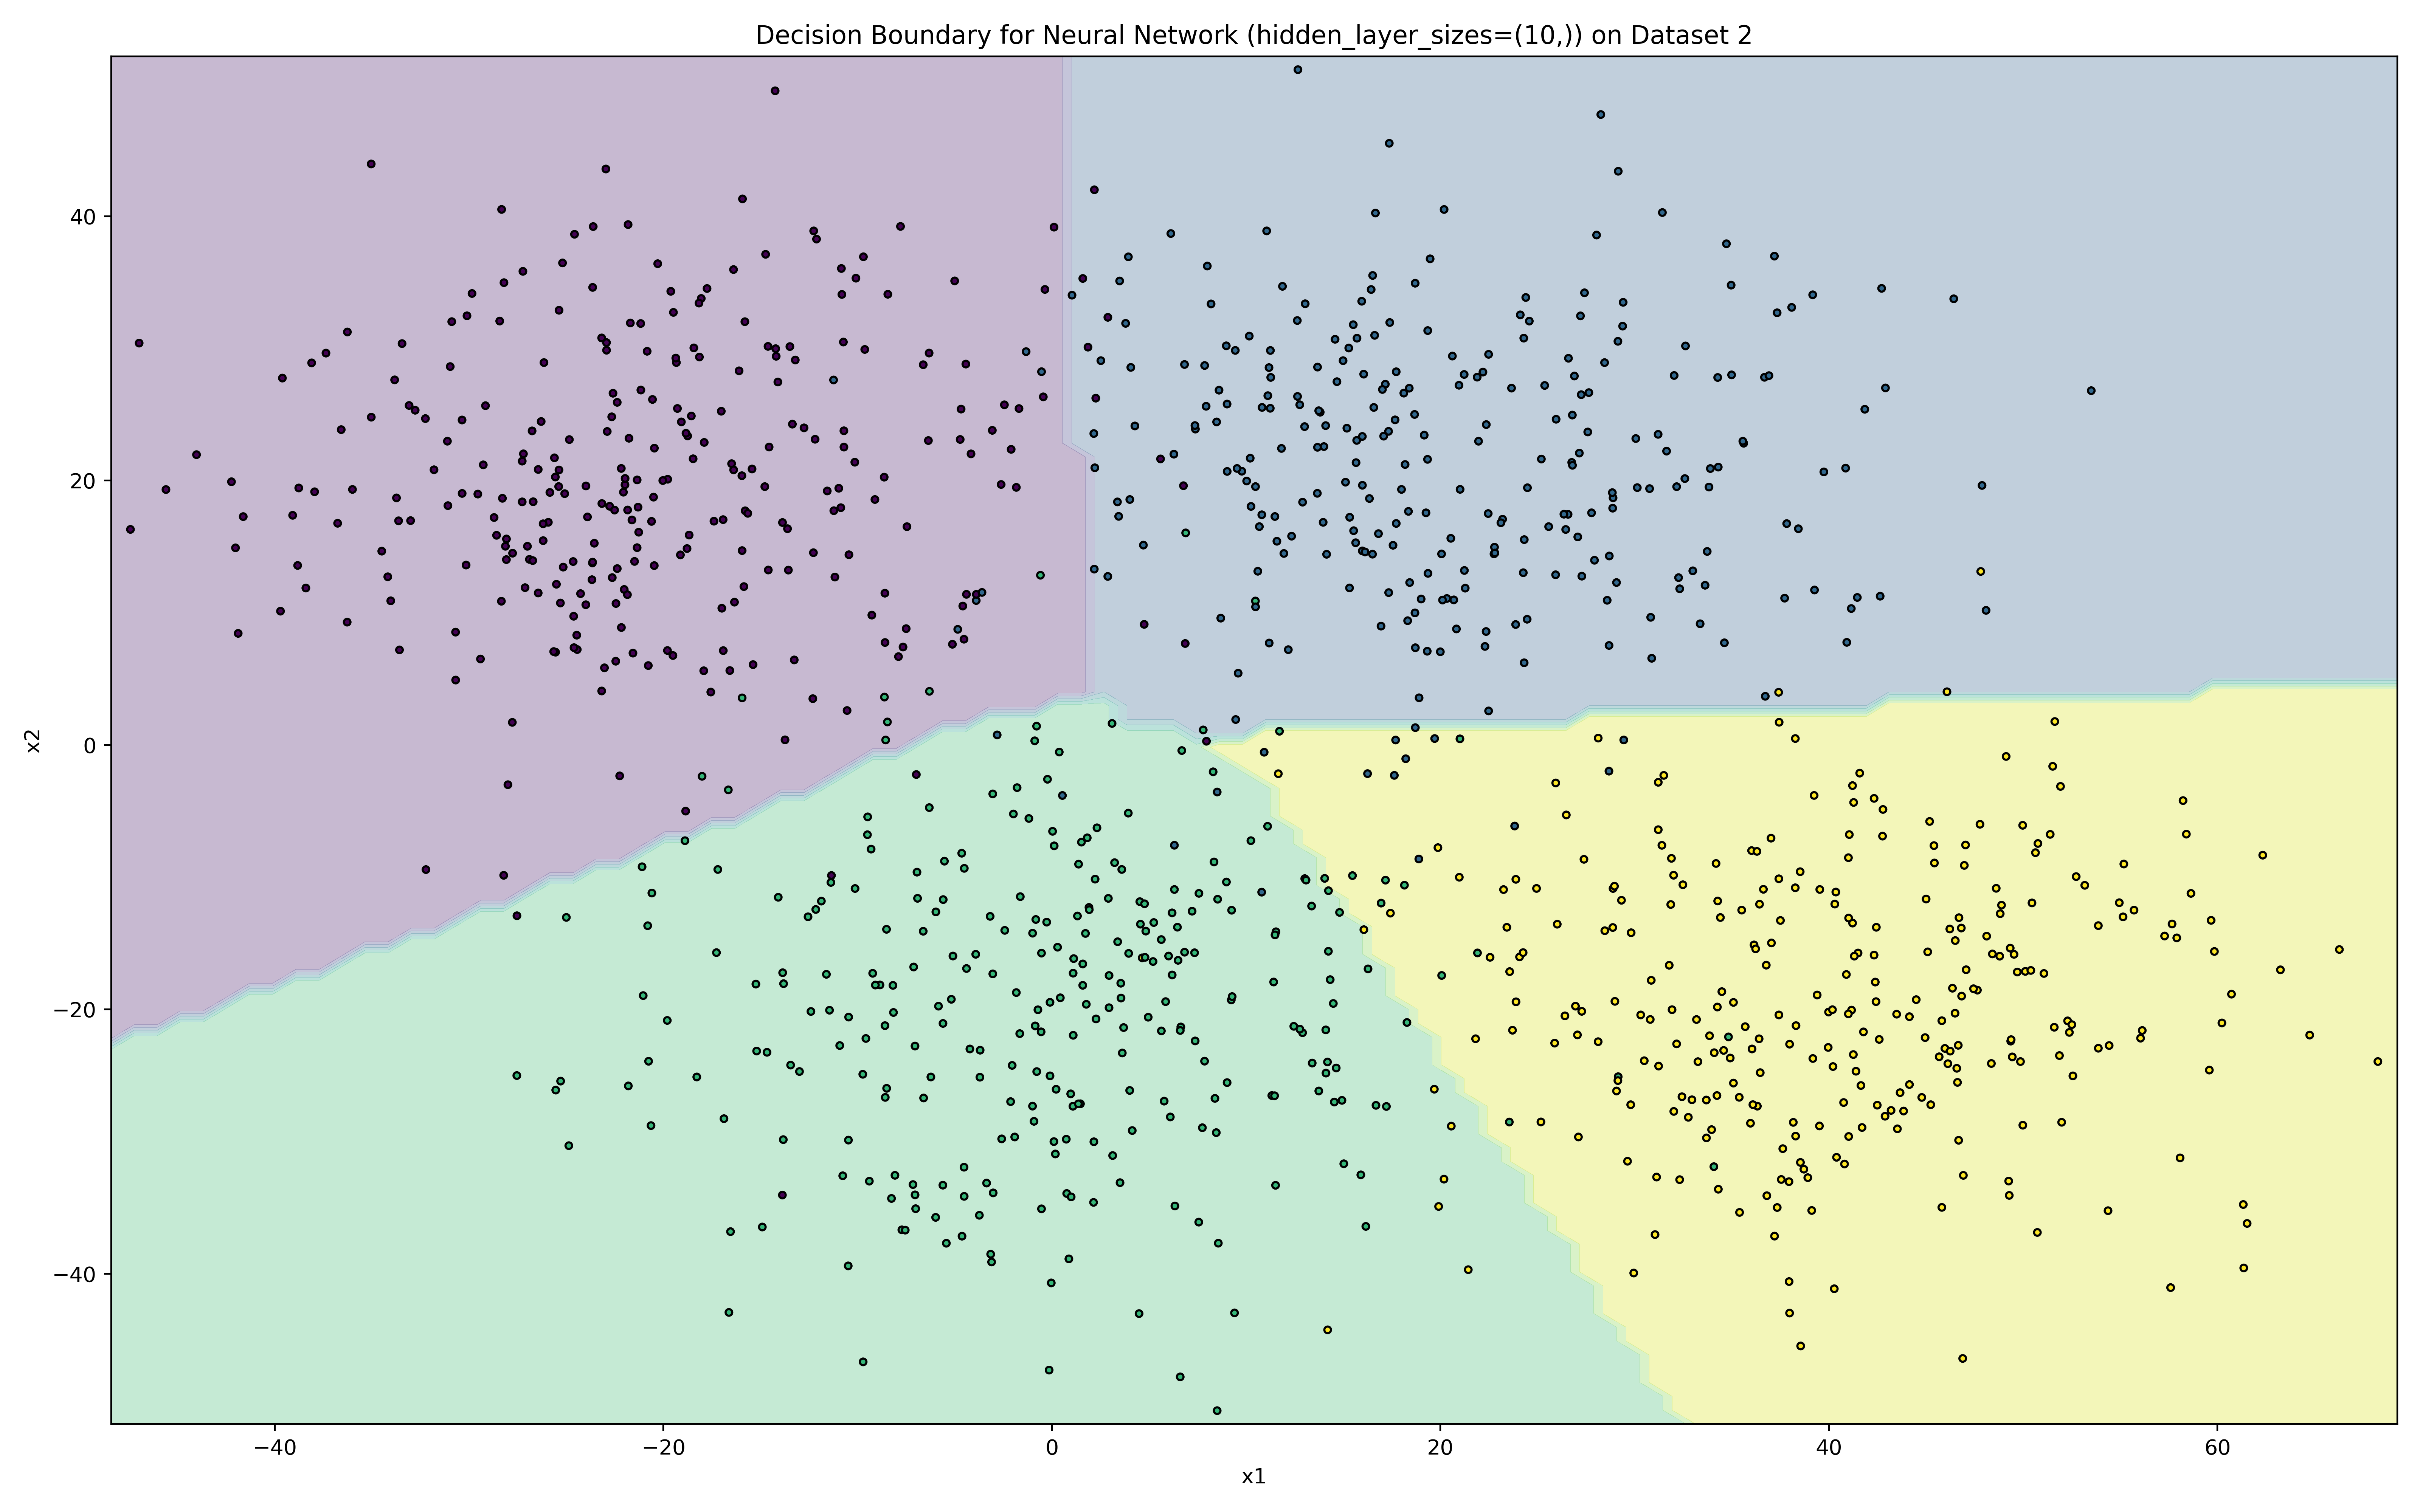 Decision Boundary for Neural Network (hidden_layer_sizes=(10,)) on Dataset 2
40
20
0
−20
−40
x2
−40 −20 0 20 40 60
x1